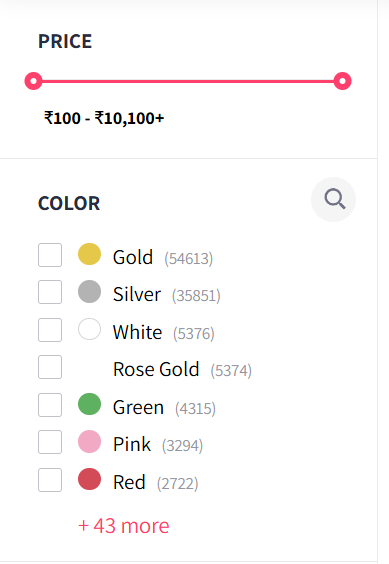 PRICE
₹100 - ₹10,100+
COLOR
Gold (54613)
Silver (35851)
White (5376)
Rose Gold (5374)
Green (4315)
Pink (3294)
Red (2722)
+ 43 more